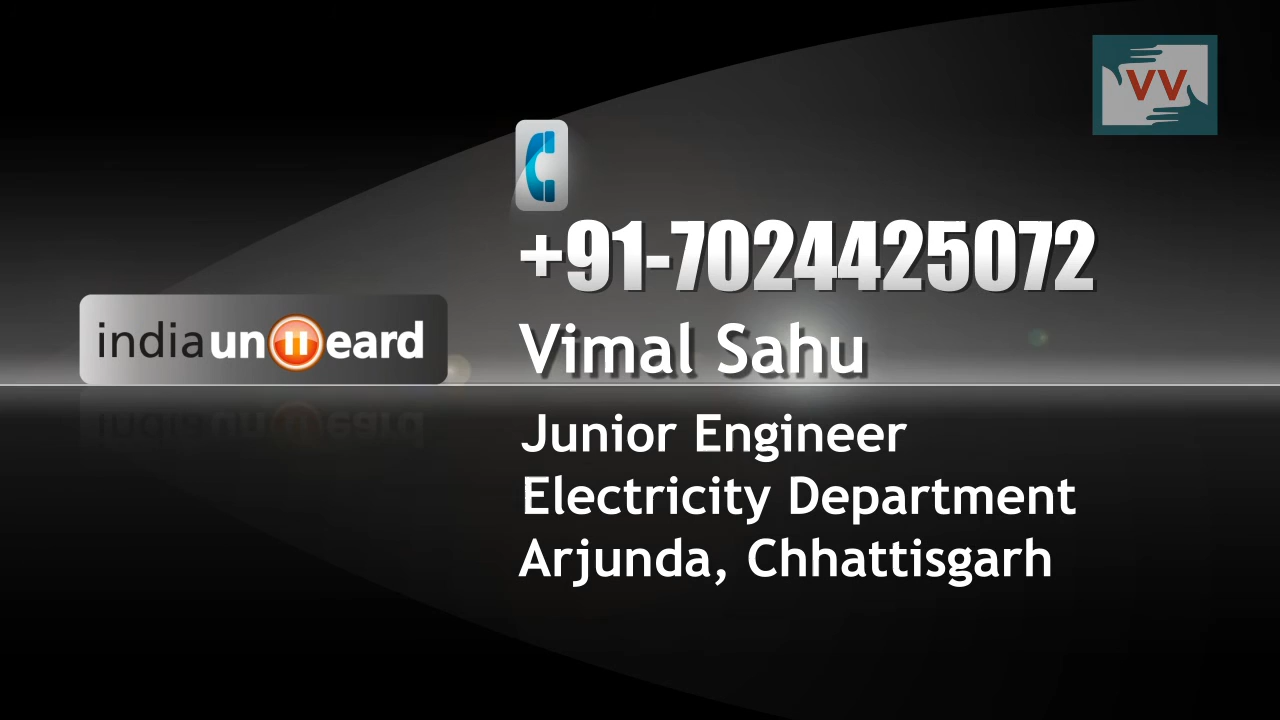 VV
+91-7024425072
india unheard
Vimal Sahu
Junior Engineer
Electricity Department
Arjunda, Chhattisgarh